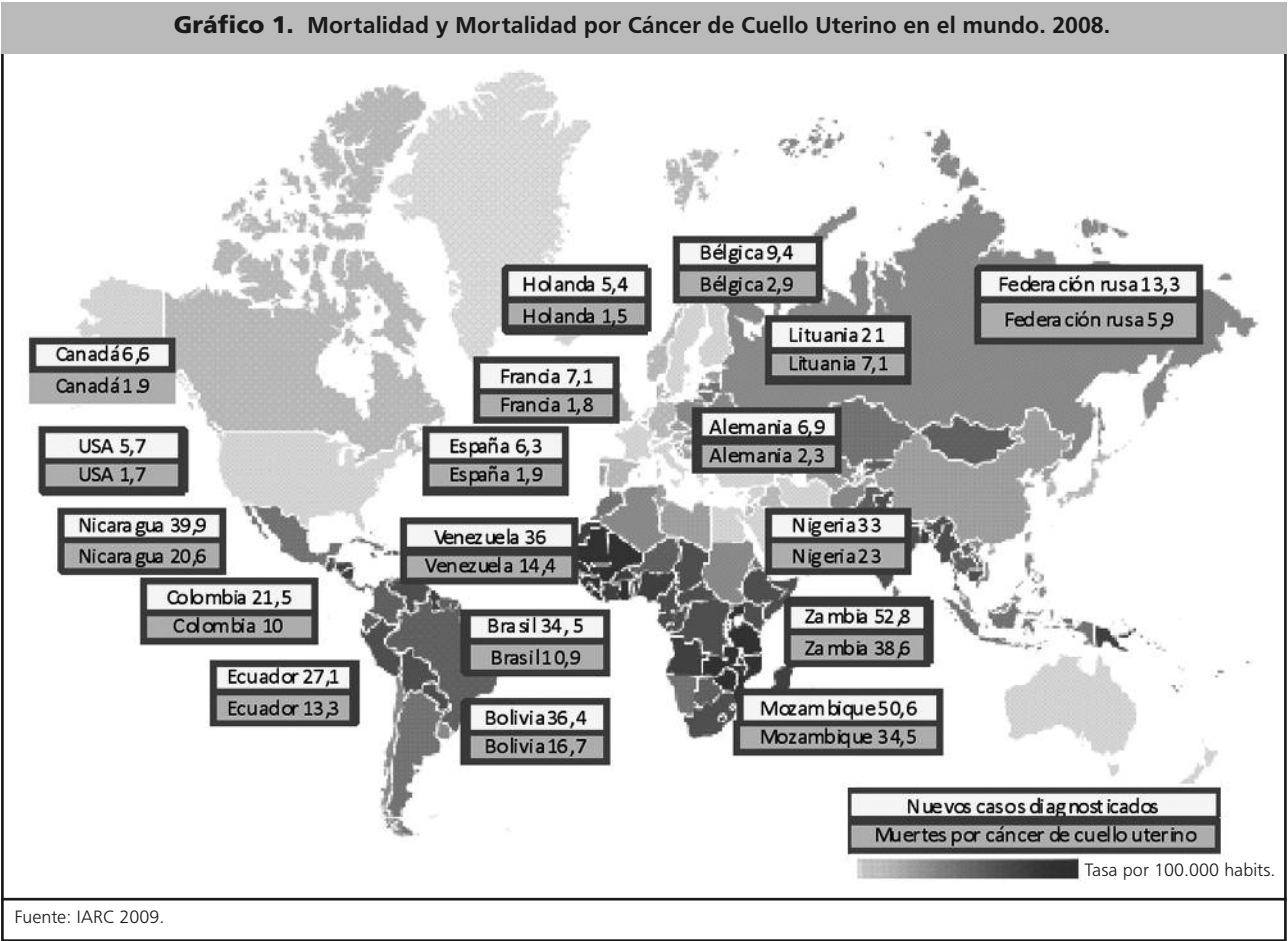 Gráfico 1. Mortalidad y Mortalidad por Cáncer de Cuello Uterino en el mundo. 2008.
Bélgica 9,4
Bélgica 2,9
Holanda 5,4
Holanda 1,5
Federación rusa 13,3
Federación rusa 5,9
Lituania 21
Lituania 7,1
Canadá 6,6
Canadá 1.9
Francia 7,1
Francia 1,8
Alemania 6,9
Alemania 2,3
USA 5,7
USA 1,7
España 6,3
España 1,9
Nicaragua 39,9
Nicaragua 20,6
Venezuela 36
Venezuela 14,4
Nigeria 33
Nigeria 23
Colombia 21,5
Colombia 10
Brasil 34,5
Brasil 10,9
Zambia 52,8
Zambia 38,6
Ecuador 27,1
Ecuador 13,3
Bolivia 36,4
Bolivia 16,7
Mozambique 50,6
Mozambique 34,5
Nuevos casos diagnosticados
Muertes por cáncer de cuello uterino
Tasa por 100.000 habits.
Fuente: IARC 2009.